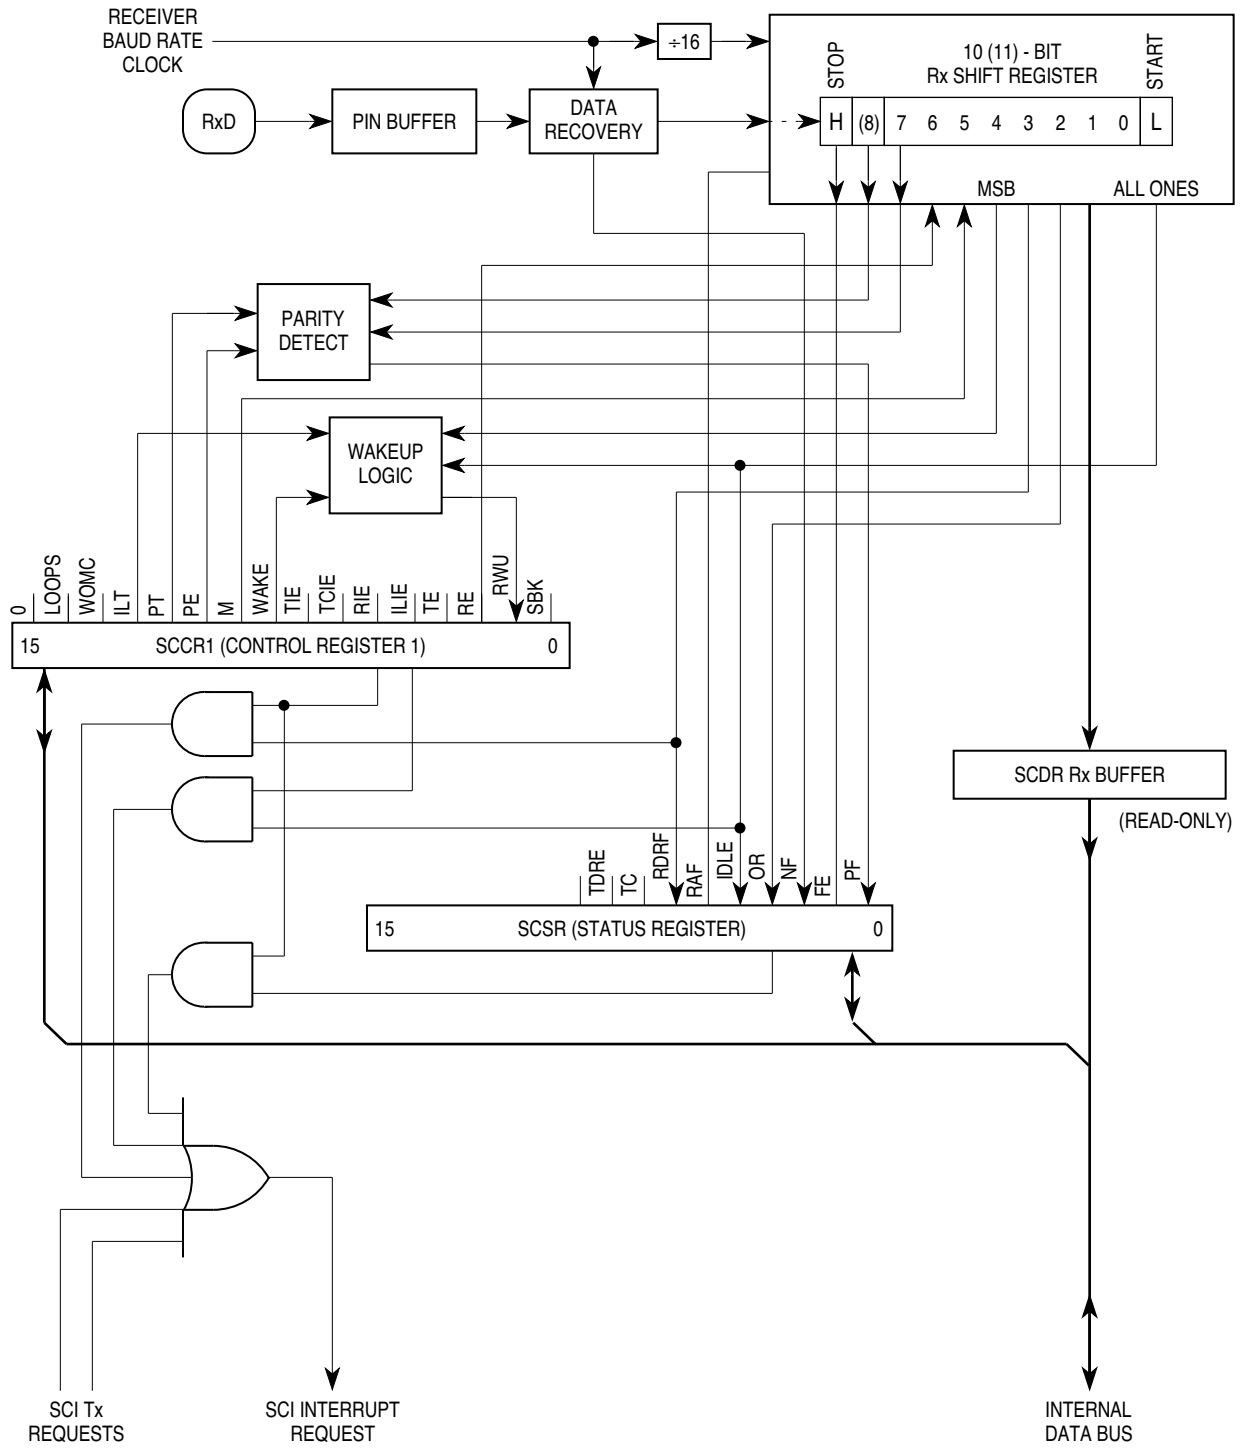 RECEIVER
BAUD RATE
CLOCK
÷16
STOP
10 (11) - BIT
Rx SHIFT REGISTER
START
RxD
PIN BUFFER
DATA
RECOVERY
H (8) 7 6 5 4 3 2 1 0 L
MSB
ALL ONES
PARITY
DETECT
WAKEUP
LOGIC
0
LOOPS
WOMC
ILT
PT
PE
M
WAKE
TIE
TCIE
RIE
ILIE
TE
RE
RWU
SBK
15 SCCR1 (CONTROL REGISTER 1) 0
SCDR Rx BUFFER
(READ-ONLY)
TDRE
TC
RDRF
RAF
IDLE
OR
NF
FE
PF
15 SCSR (STATUS REGISTER) 0
SCI Tx
REQUESTS
SCI INTERRUPT
REQUEST
INTERNAL
DATA BUS